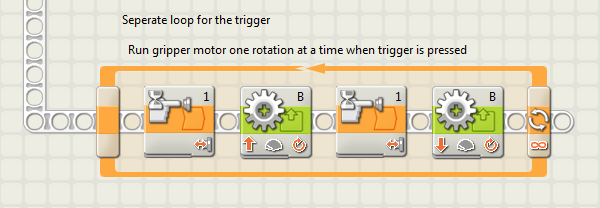 Seperate loop for the trigger
Run gripper motor one rotation at a time when trigger is pressed
1 B 1 B